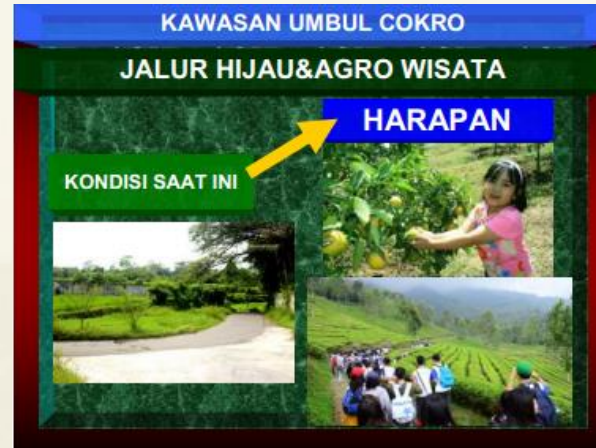 KAWASAN UMBUL COKRO
JALUR HIJAU&AGRO WISATA
HARAPAN
KONDISI SAAT INI